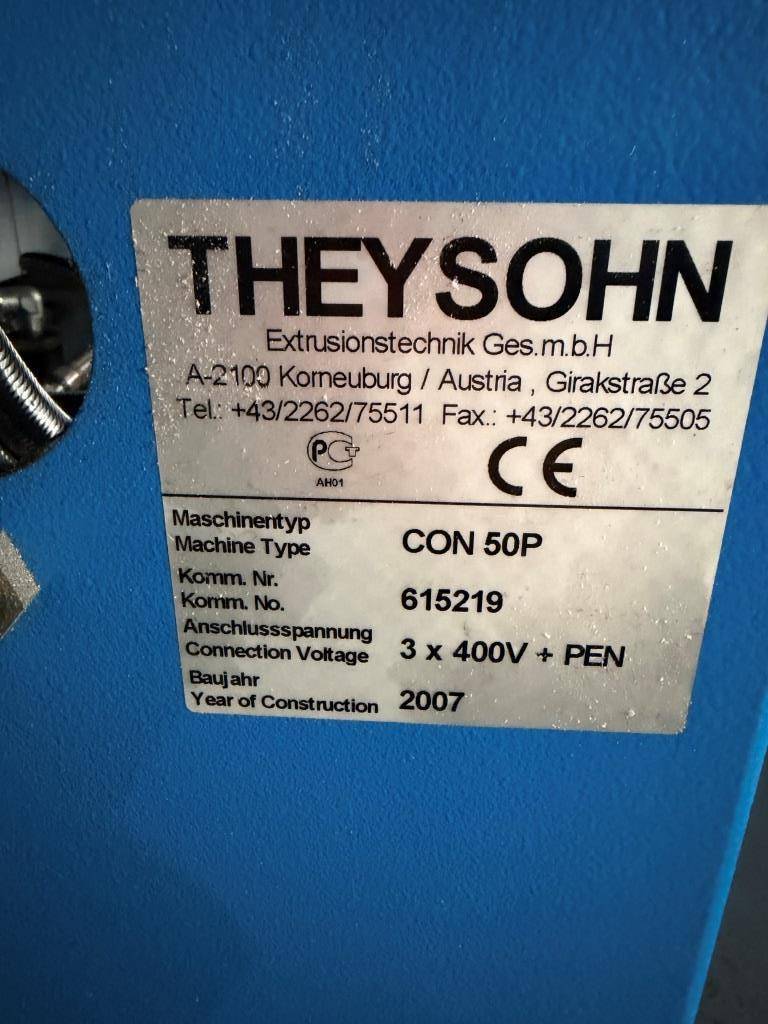 THEYSOHN
Extrusionstechnik Ges.m.b.H
A-2100 Korneuburg / Austria , Girakstraße 2
Tel.: +43/2262/75511 Fax.: +43/2262/75505
PCT CE
AH01
Maschinentyp
Machine Type CON 50P
Komm. Nr.
Komm. No. 615219
Anschlussspannung
Connection Voltage 3 x 400V + PEN
Baujahr
Year of Construction 2007